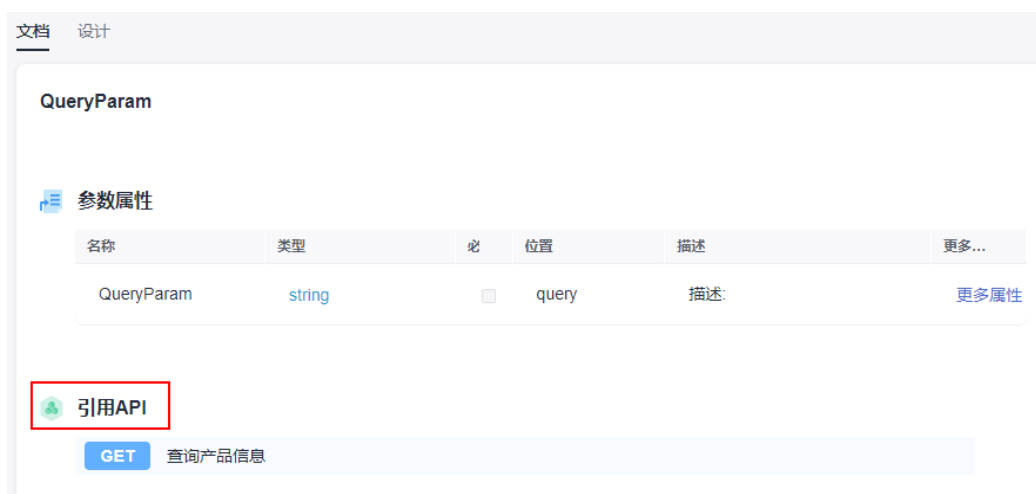 文档 设计
QueryParam
参数属性
名称 类型 必 位置 描述 更多...
QueryParam string query 描述: 更多属性
引用API
GET 查询产品信息